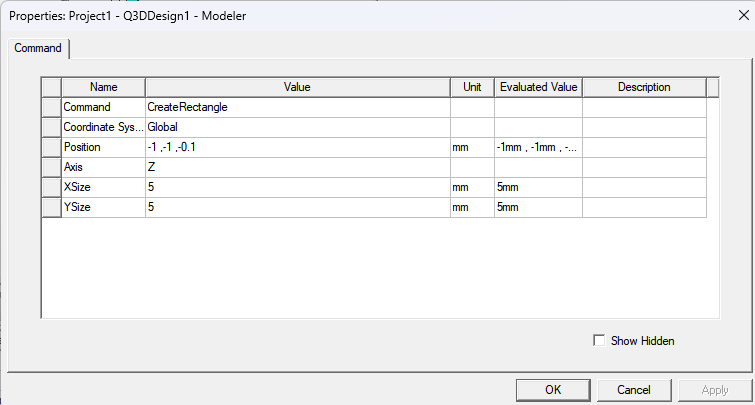 Properties: Project1 - Q3DDesign1 - Modeler
Command
Name Value Unit Evaluated Value Description
Command CreateRectangle
Coordinate Sys... Global
Position -1 ,-1 ,-0.1 mm -1mm , -1mm , -...
Axis Z
XSize 5 mm 5mm
YSize 5 mm 5mm
Show Hidden
OK Cancel Apply